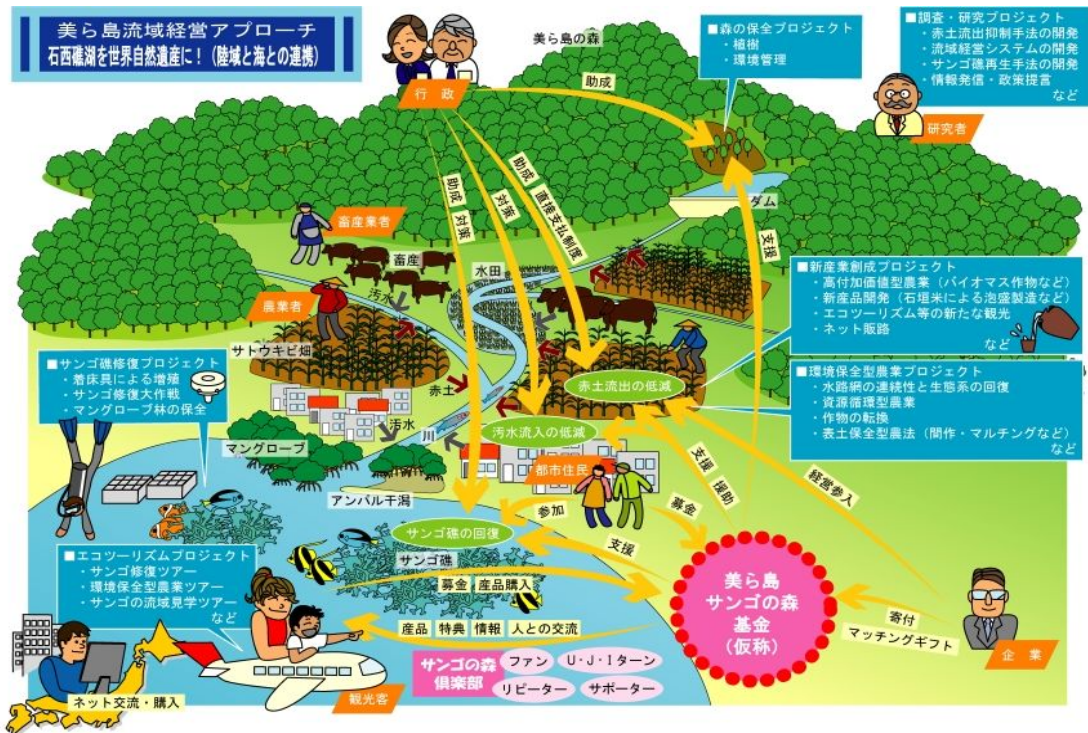 美ら島流域経営アプローチ
石西礁湖を世界自然遺産に！（陸域と海との連携）
行政
美ら島の森
■森の保全プロジェクト
・植樹
・環境管理
■調査・研究プロジェクト
・赤土流出抑制手法の開発
・流域経営システムの開発
・サンゴ礁再生手法の開発
・情報発信・政策提言
など
研究者
助成
助成
対策
対策
助成
直接支払制度
ダム
支援
畜産業者
畜産
水田
汚水
農業者
サトウキビ畑
■新産業創成プロジェクト
・高付加価値型農業（バイオマス作物など）
・新産品開発（石垣米による泡盛製造など）
・エコツーリズム等の新たな観光
・ネット販路
など
■サンゴ礁修復プロジェクト
・着床具による増殖
・サンゴ修復大作戦
・マングローブ林の保全
赤土
赤土流出の低減
■環境保全型農業プロジェクト
・水路網の連続性と生態系の回復
・資源循環型農業
・作物の転換
・表土保全型農法（間作・マルチングなど）
など
汚水
川
汚水流入の低減
マングローブ
都市住民
アンパル干潟
支援
援助
経営参入
参加
募金
サンゴ礁の回復
支援
サンゴ礁
■エコツーリズムプロジェクト
・サンゴ修復ツアー
・環境保全型農業ツアー
・サンゴの流域見学ツアー
など
募金 産品購入
美ら島
サンゴの森
基金
（仮称）
寄付
マッチングギフト
企業
産品 特典 情報 人との交流
サンゴの森
倶楽部
ファン
U・J・Iターン
リピーター
サポーター
観光客
ネット交流・購入